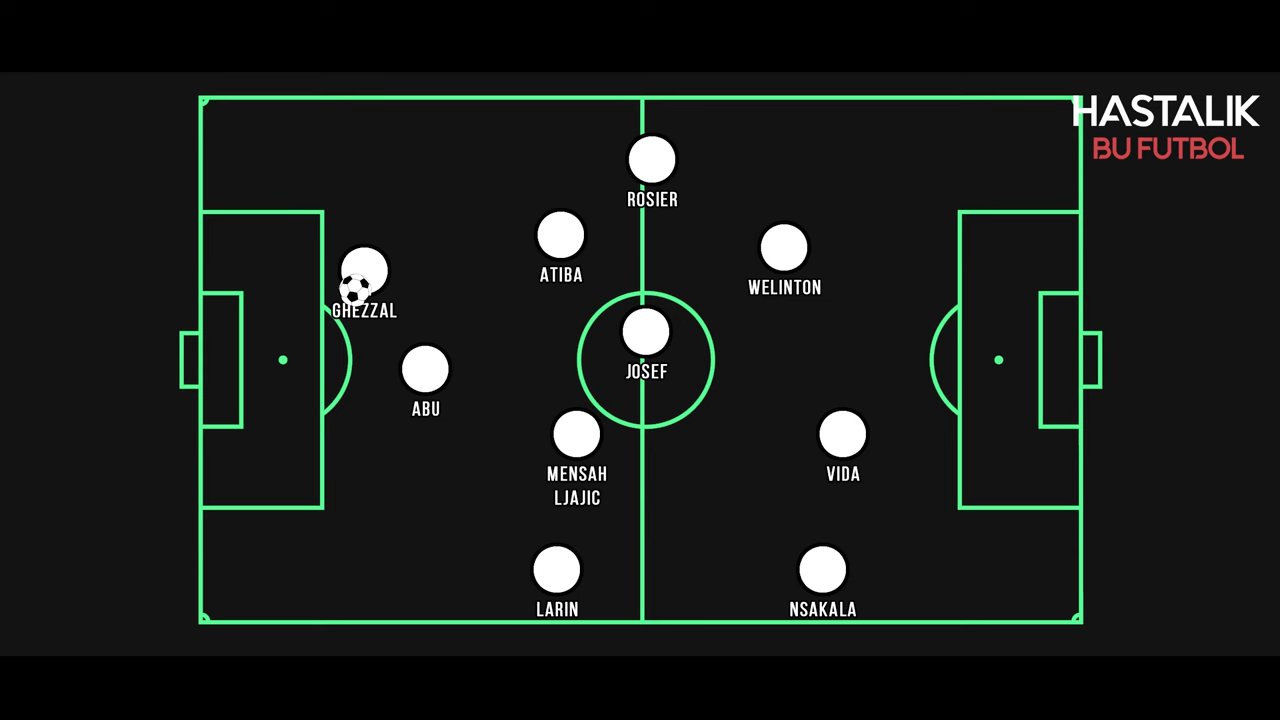 HASTALIK
BU FUTBOL
ROSIER
ATIBA
WELINTON
GHEZZAL
JOSEF
ABU
MENSAH
LJAJIC
VIDA
LARIN
NSAKALA